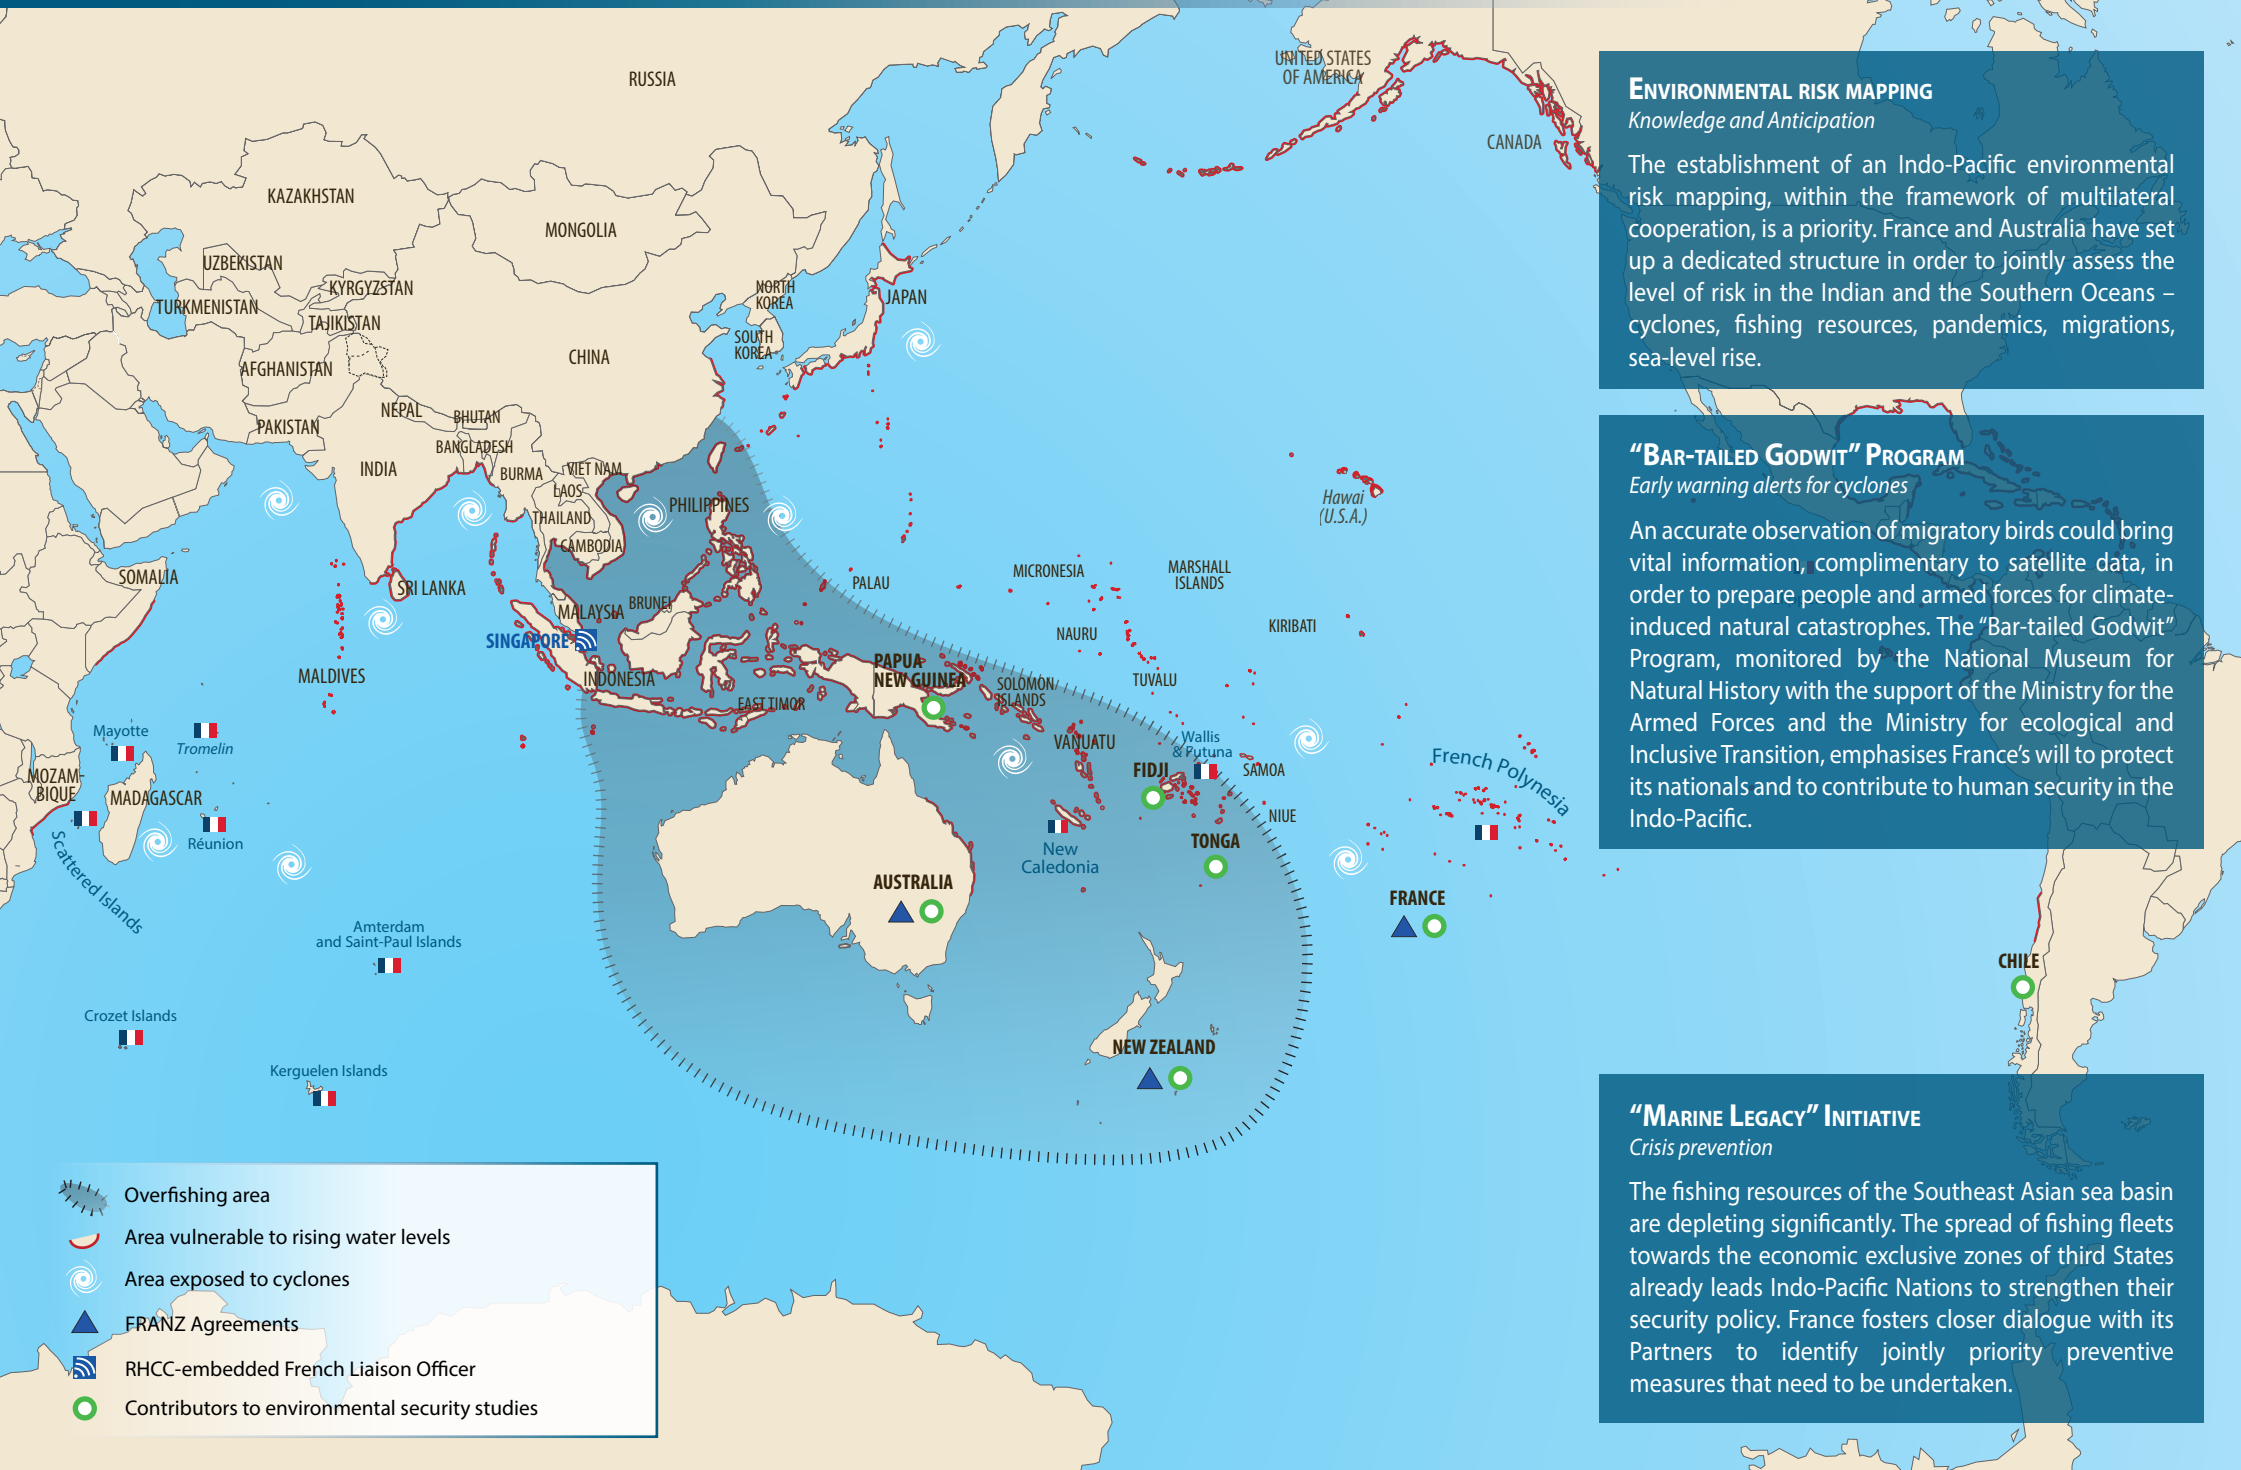 RUSSIA
UNITED STATES
OF AMERICA
CANADA
KAZAKHSTAN
MONGOLIA
UZBEKISTAN
KYRGYZSTAN
TURKMENISTAN
TAJIKISTAN
NORTH
KOREA
JAPAN
SOUTH
KOREA
CHINA
AFGHANISTAN
NEPAL
BHUTAN
PAKISTAN
BANGLADESH
INDIA
BURMA
VIET NAM
LAOS
THAILAND
CAMBODIA
PHILIPPINES
Hawai
(U.S.A.)
SOMALIA
SRI LANKA
MALAYSIA
BRUNEI
PALAU
MICRONESIA
MARSHALL
ISLANDS
SINGAPORE
NAURU
KIRIBATI
MALDIVES
INDONESIA
EAST TIMOR
PAPUA
NEW GUINEA
SOLOMON
ISLANDS
TUVALU
Mayotte
Tromelin
VANUATU
Wallis
& Futuna
FIDJI
SAMOA
French Polynesia
MOZAM-
BIQUE
MADAGASCAR
Réunion
Scattered Islands
NIUE
New
Caledonia
TONGA
AUSTRALIA
FRANCE
Amterdam
and Saint-Paul Islands
CHILE
Crozet Islands
Kerguelen Islands
NEW ZEALAND
Overfishing area
Area vulnerable to rising water levels
Area exposed to cyclones
FRANZ Agreements
RHCC-embedded French Liaison Officer
Contributors to environmental security studies
ENVIRONMENTAL RISK MAPPING
Knowledge and Anticipation
The establishment of an Indo-Pacific environmental
risk mapping, within the framework of multilateral
cooperation, is a priority. France and Australia have set
up a dedicated structure in order to jointly assess the
level of risk in the Indian and the Southern Oceans –
cyclones, fishing resources, pandemics, migrations,
sea-level rise.
“BAR-TAILED GODWIT” PROGRAM
Early warning alerts for cyclones
An accurate observation of migratory birds could bring
vital information, complimentary to satellite data, in
order to prepare people and armed forces for climate-
induced natural catastrophes. The “Bar-tailed Godwit”
Program, monitored by the National Museum for
Natural History with the support of the Ministry for the
Armed Forces and the Ministry for ecological and
Inclusive Transition, emphasises France’s will to protect
its nationals and to contribute to human security in the
Indo-Pacific.
“MARINE LEGACY” INITIATIVE
Crisis prevention
The fishing resources of the Southeast Asian sea basin
are depleting significantly. The spread of fishing fleets
towards the economic exclusive zones of third States
already leads Indo-Pacific Nations to strengthen their
security policy. France fosters closer dialogue with its
Partners to identify jointly priority preventive
measures that need to be undertaken.